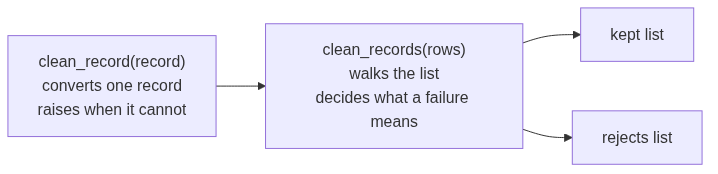 clean_record(record)
converts one record
raises when it cannot
clean_records(rows)
walks the list
decides what a failure
means
kept list
rejects list